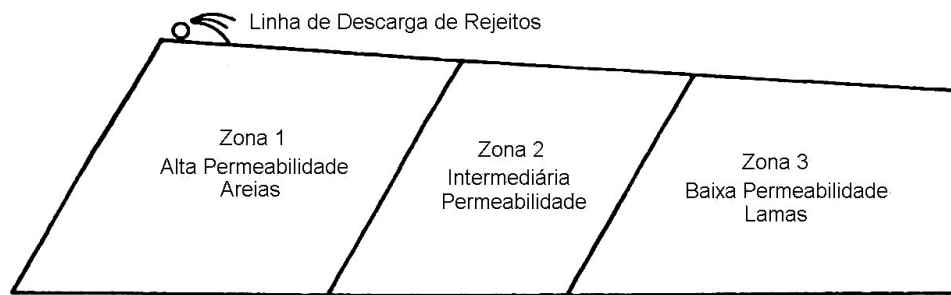 Linha de Descarga de Rejeitos
Zona 1
Alta Permeabilidade
Areias
Zona 2
Intermediária
Permeabilidade
Zona 3
Baixa Permeabilidade
Lamas